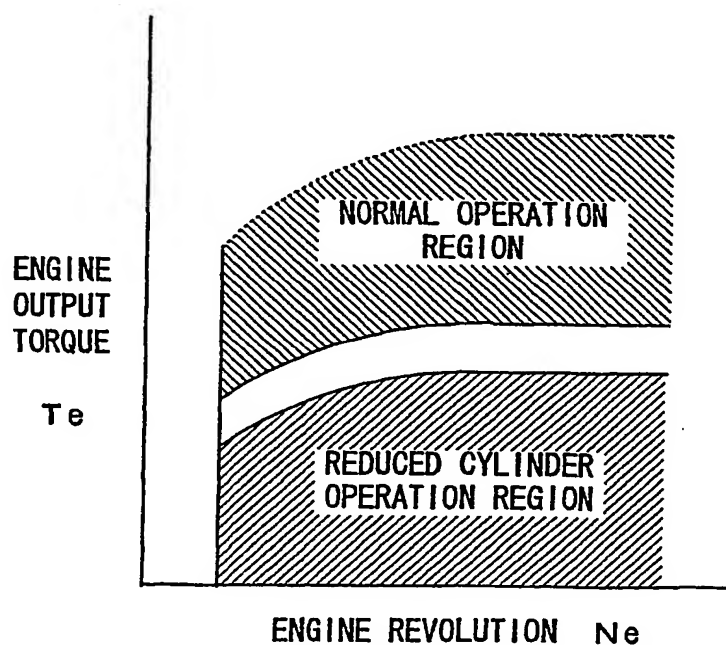 NORMAL OPERATION
REGION
ENGINE
OUTPUT
TORQUE
Te
REDUCED CYLINDER
OPERATION REGION
ENGINE REVOLUTION Ne